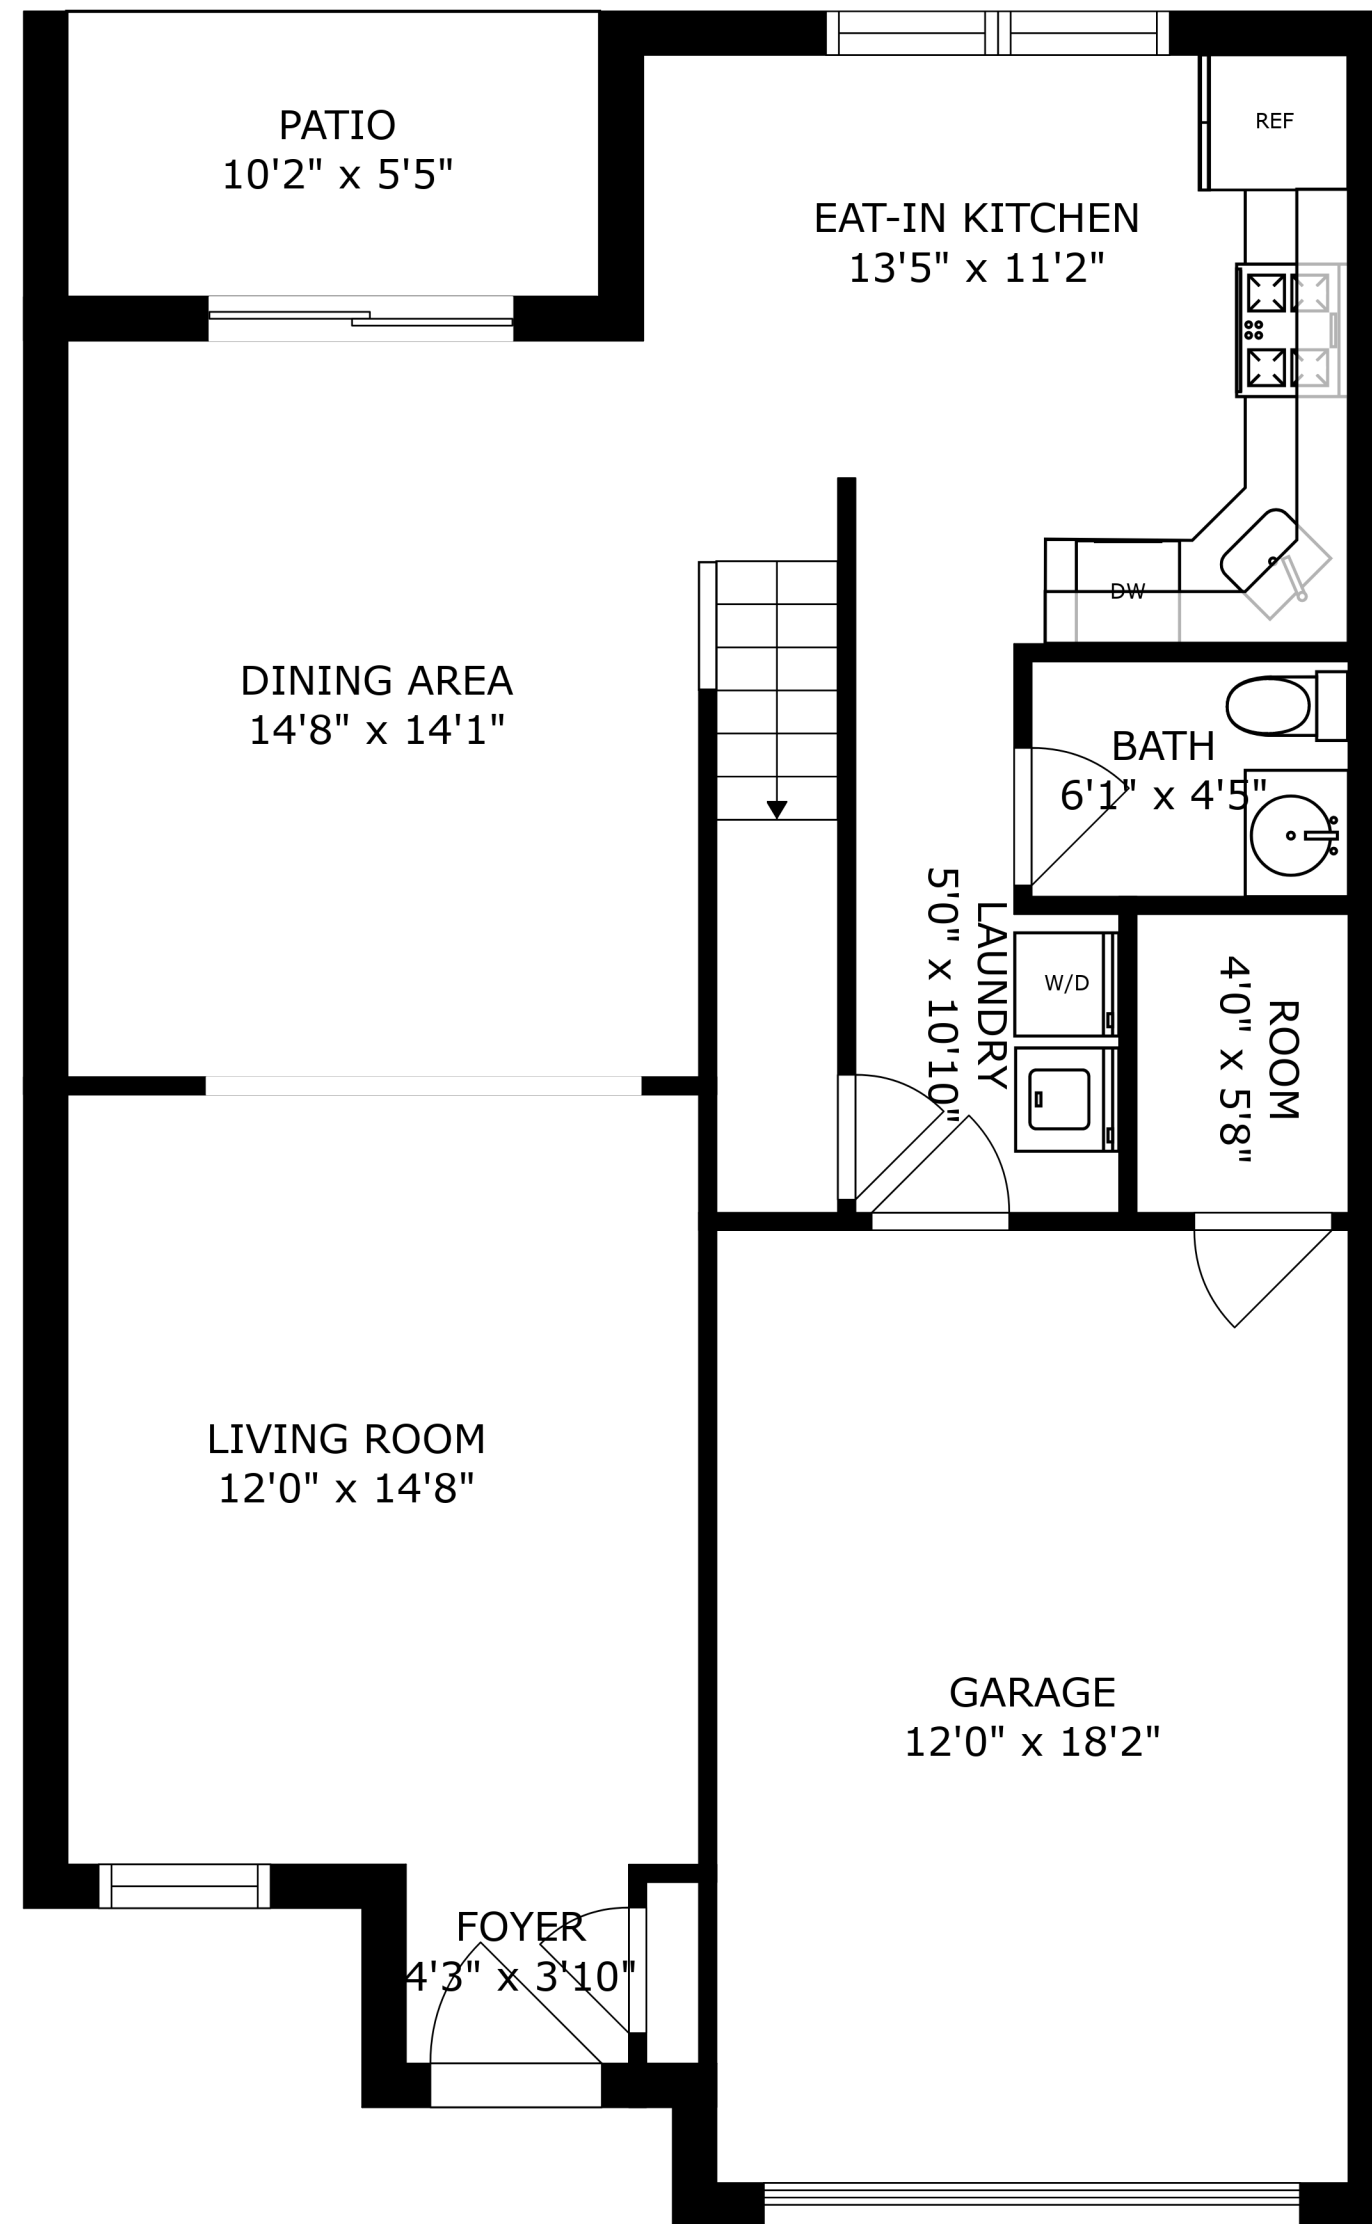 PATIO
10'2" x 5'5"
REF
EAT-IN KITCHEN
13'5" x 11'2"
DW
DINING AREA
14'8" x 14'1"
BATH
6'1" x 4'5"
LAUNDRY
5'0" x 10'10"
W/D
ROOM
4'0" x 5'8"
LIVING ROOM
12'0" x 14'8"
GARAGE
12'0" x 18'2"
FOYER
4'3" x 3'10"